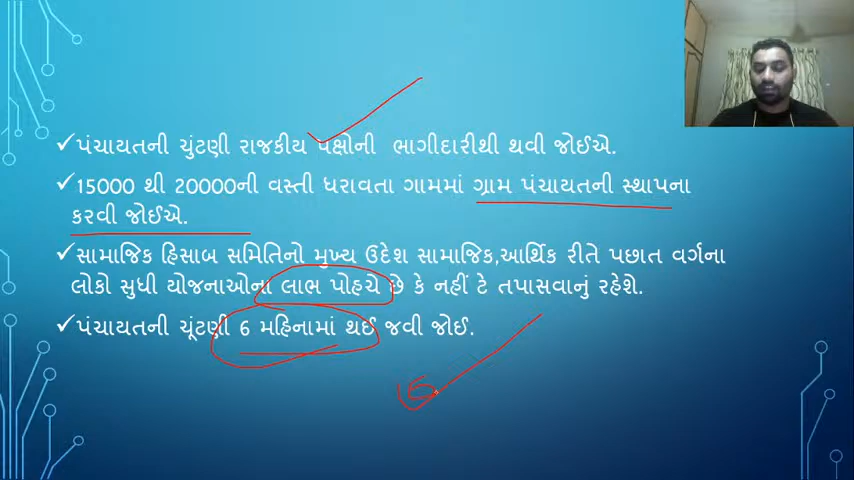 પંચાયતની ચુંટણી રાજકીય પક્ષોની ભાગીદારીથી થવી જોઈએ.
15000 થી 20000ની વસ્તી ધરાવતા ગામમાં ગ્રામ પંચાયતની સ્થાપના
કરવી જોઈએ.
સામાજિક હિસાબ સમિતિનો મુખ્ય ઉદેશ સામાજિક,આર્થિક રીતે પછાત વર્ગના
લોકો સુધી યોજનાઓના લાભ પોહચે છે કે નહીં ટે તપાસવાનું રહેશે.
પંચાયતની ચૂંટણી 6 મહિનામાં થઈ જવી જોઈ.